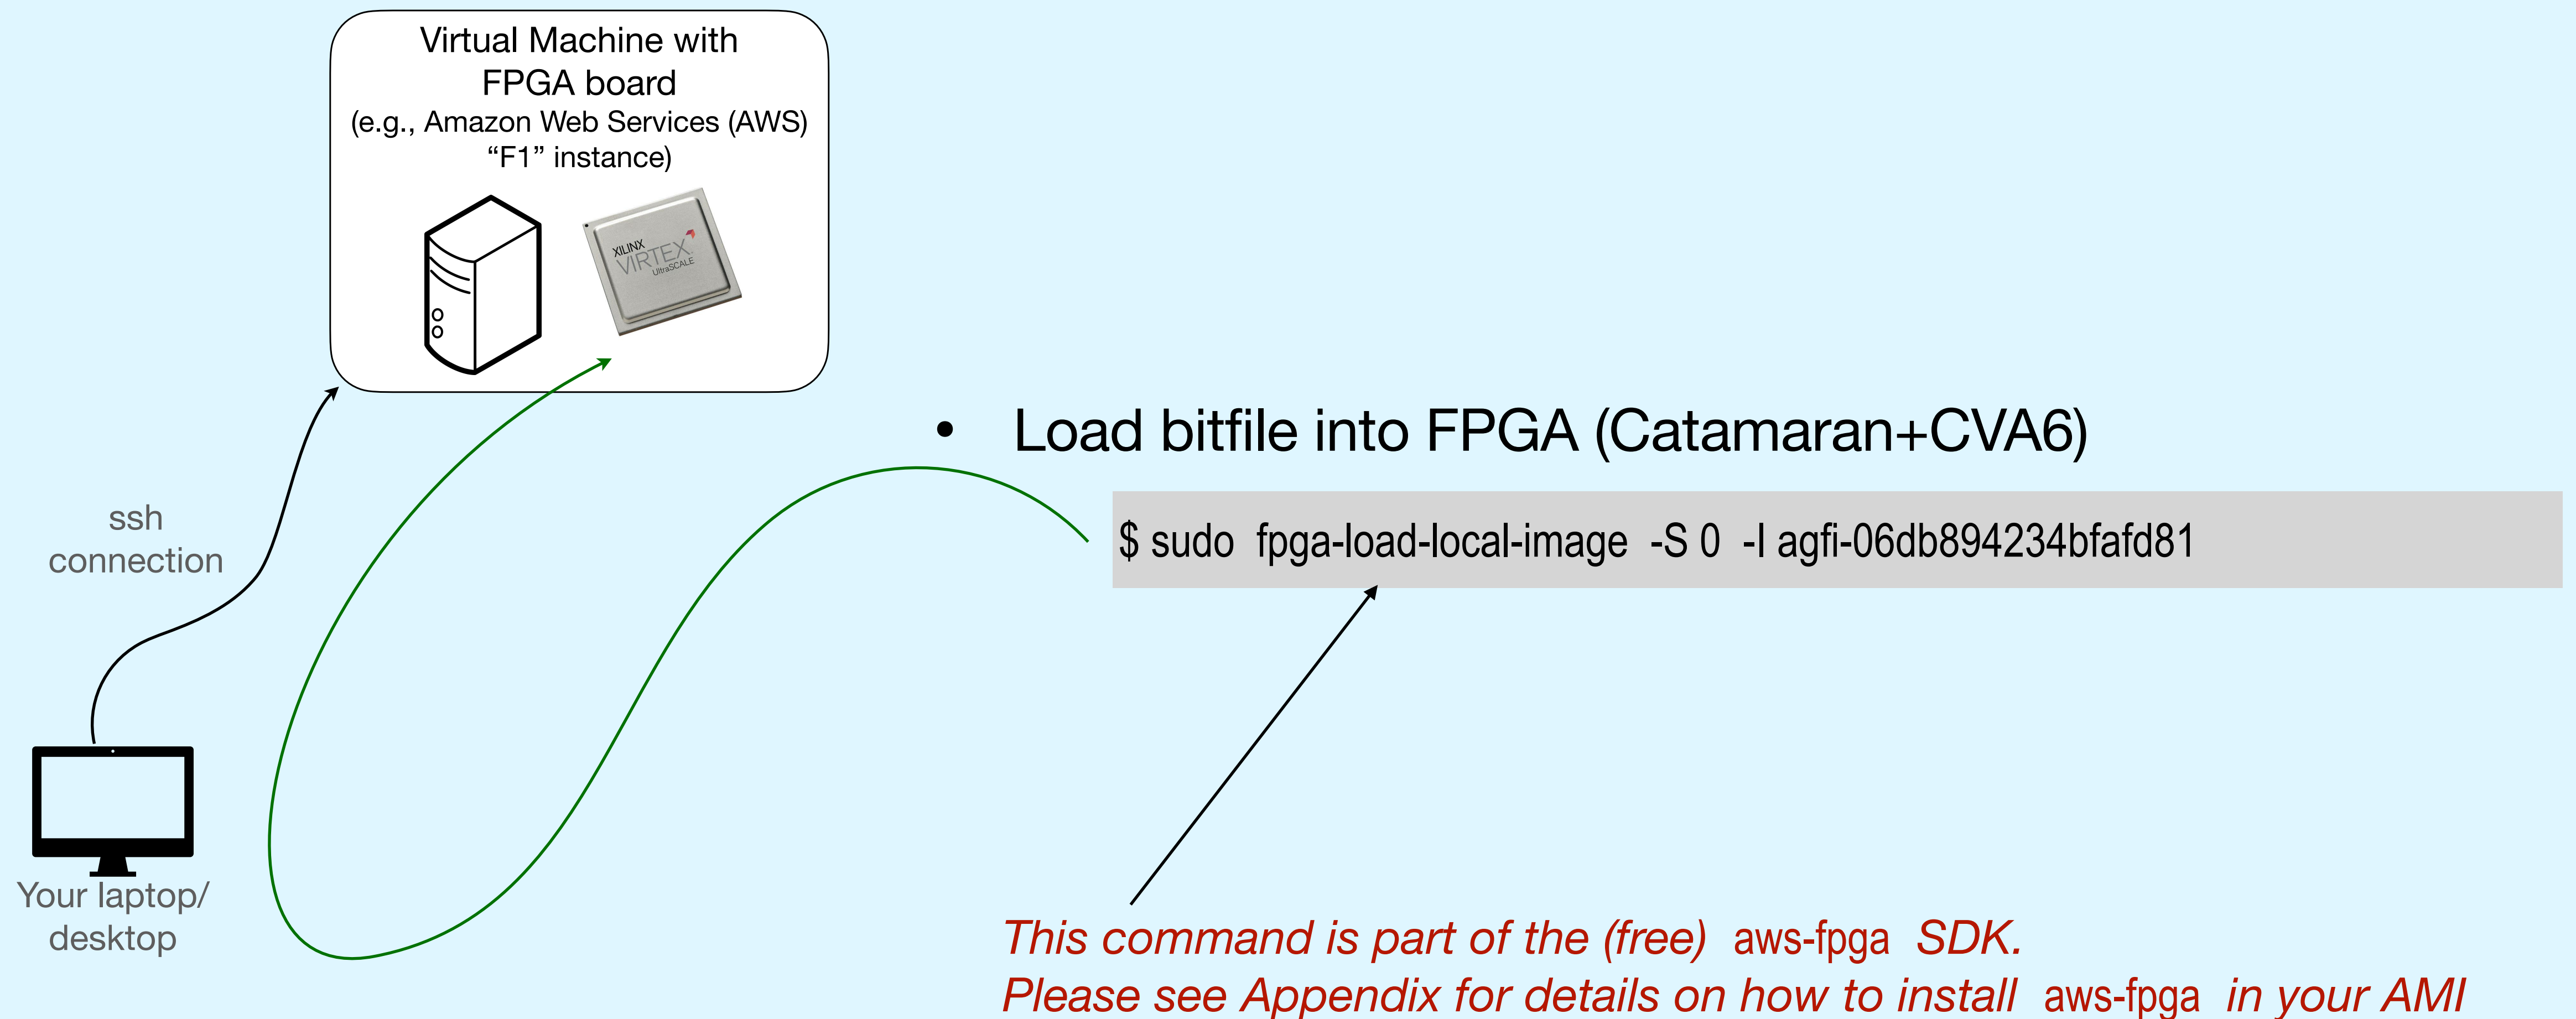 Virtual Machine with
FPGA board
(e.g., Amazon Web Services (AWS)
“F1” instance)
XILINX
VIRTEX
UltraSCALE
• Load bitfile into FPGA (Catamaran+CVA6)
$ sudo fpga-load-local-image -S 0 -I agfi-06db894234bfafd81
ssh
connection
Your laptop/
desktop
This command is part of the (free) aws-fpga SDK.
Please see Appendix for details on how to install aws-fpga in your AMI